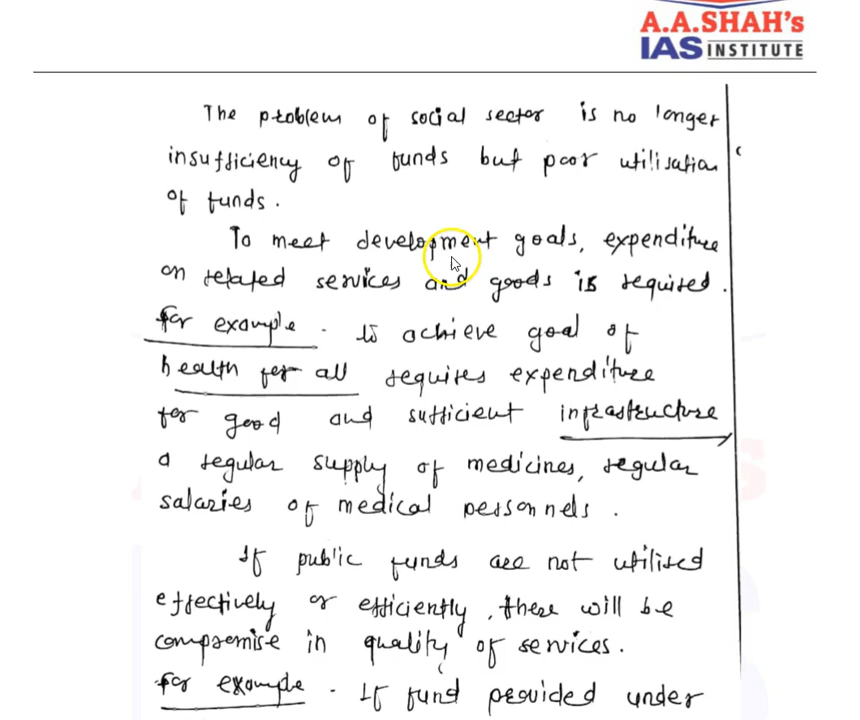 A.A.SHAH's
IAS INSTITUTE
The problem of social sector is no longer
insufficiency of funds but poor utilisation
of funds.
To meet development goals, expenditure
on related services and goods is required.
for example - to achieve goal of
health for all requires expenditure
for good and sufficient infrastructure
a regular supply of medicines, regular
salaries of medical personnels.
If public funds are not utilised
effectively or efficiently, there will be
compromise in quality of services.
for example - If fund provided under